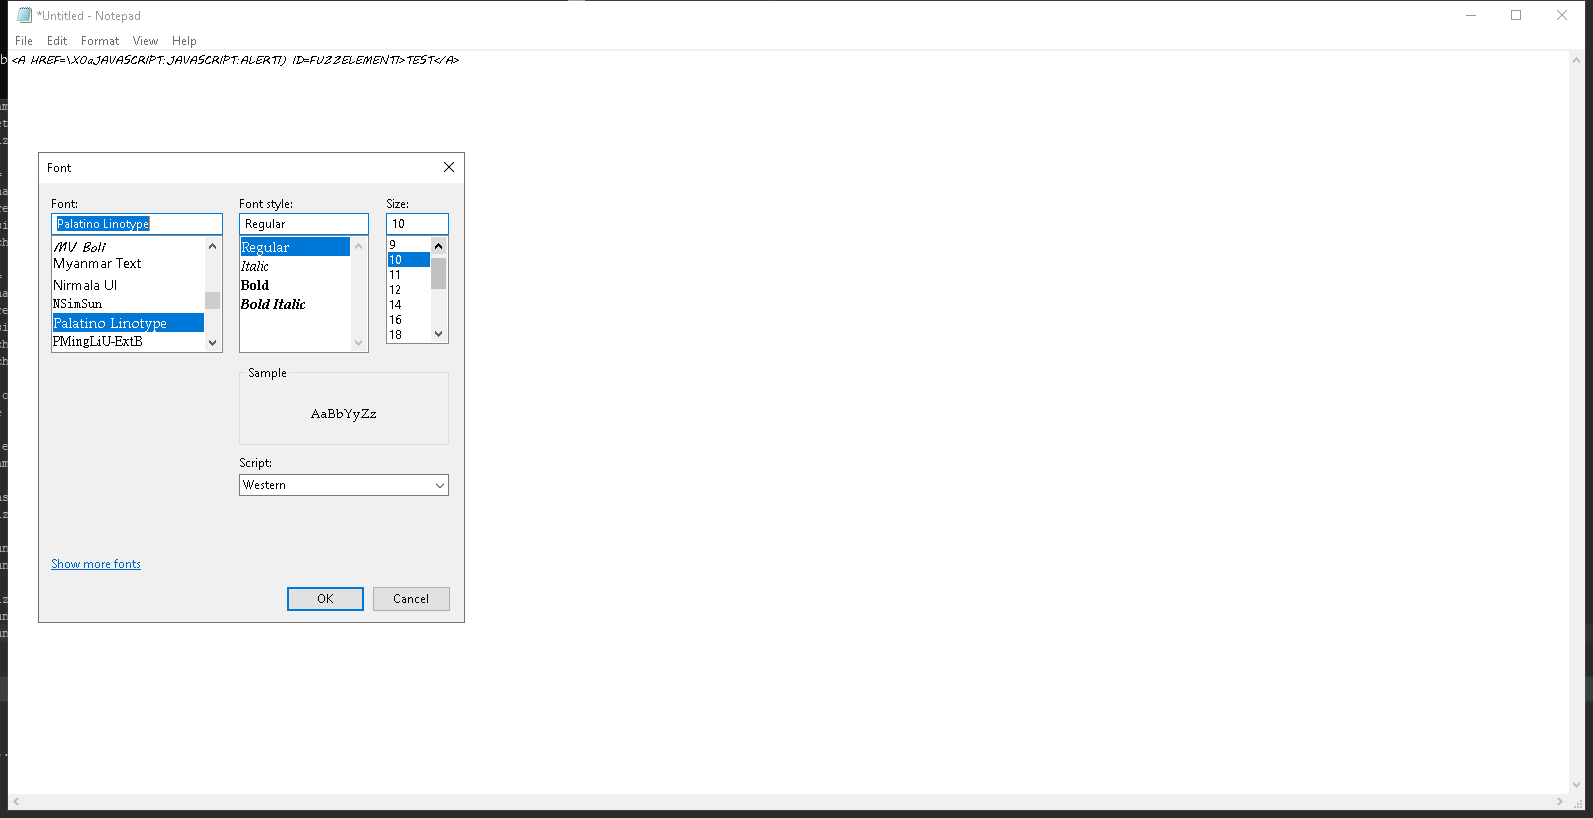 *Untitled - Notepad
File Edit Format View Help
<A HREF=\X0aJAVASCRIPT:JAVASCRIPT:ALERT1) ID=FUZZELEMENT1>TEST</A>
Font
Font: Font style: Size:
Palatino Linotype Regular 10
MV Boli
Myanmar Text
Nirmala UI
NSimSun
Palatino Linotype
PMingLiU-ExtB
Regular
Italic
Bold
Bold Italic
9
10
11
12
14
16
18
Sample
AaBbYyZz
Script:
Western
Show more fonts
OK Cancel